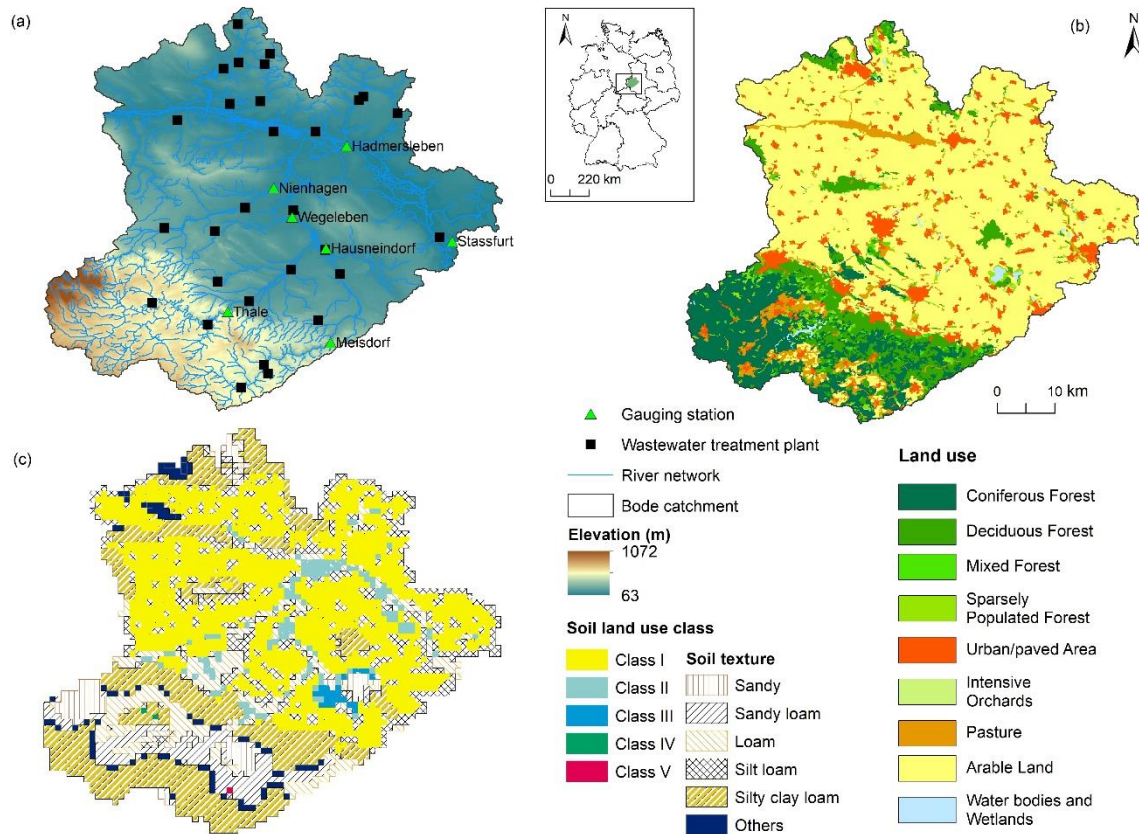 (a)
Hadmersleben
Nienhagen
Wegeleben
Hausneindorf
Stassfurt
Thale
Meisdorf
N
0 220 km
(b)
N
0 10 km
(c)
Gauging station
Wastewater treatment plant
River network
Bode catchment
Elevation (m)
1072
63
Soil land use class
Class I
Class II
Class III
Class IV
Class V
Soil texture
Sandy
Sandy loam
Loam
Silt loam
Silty clay loam
Others
Land use
Coniferous Forest
Deciduous Forest
Mixed Forest
Sparsely
Populated Forest
Urban/paved Area
Intensive
Orchards
Pasture
Arable Land
Water bodies and
Wetlands